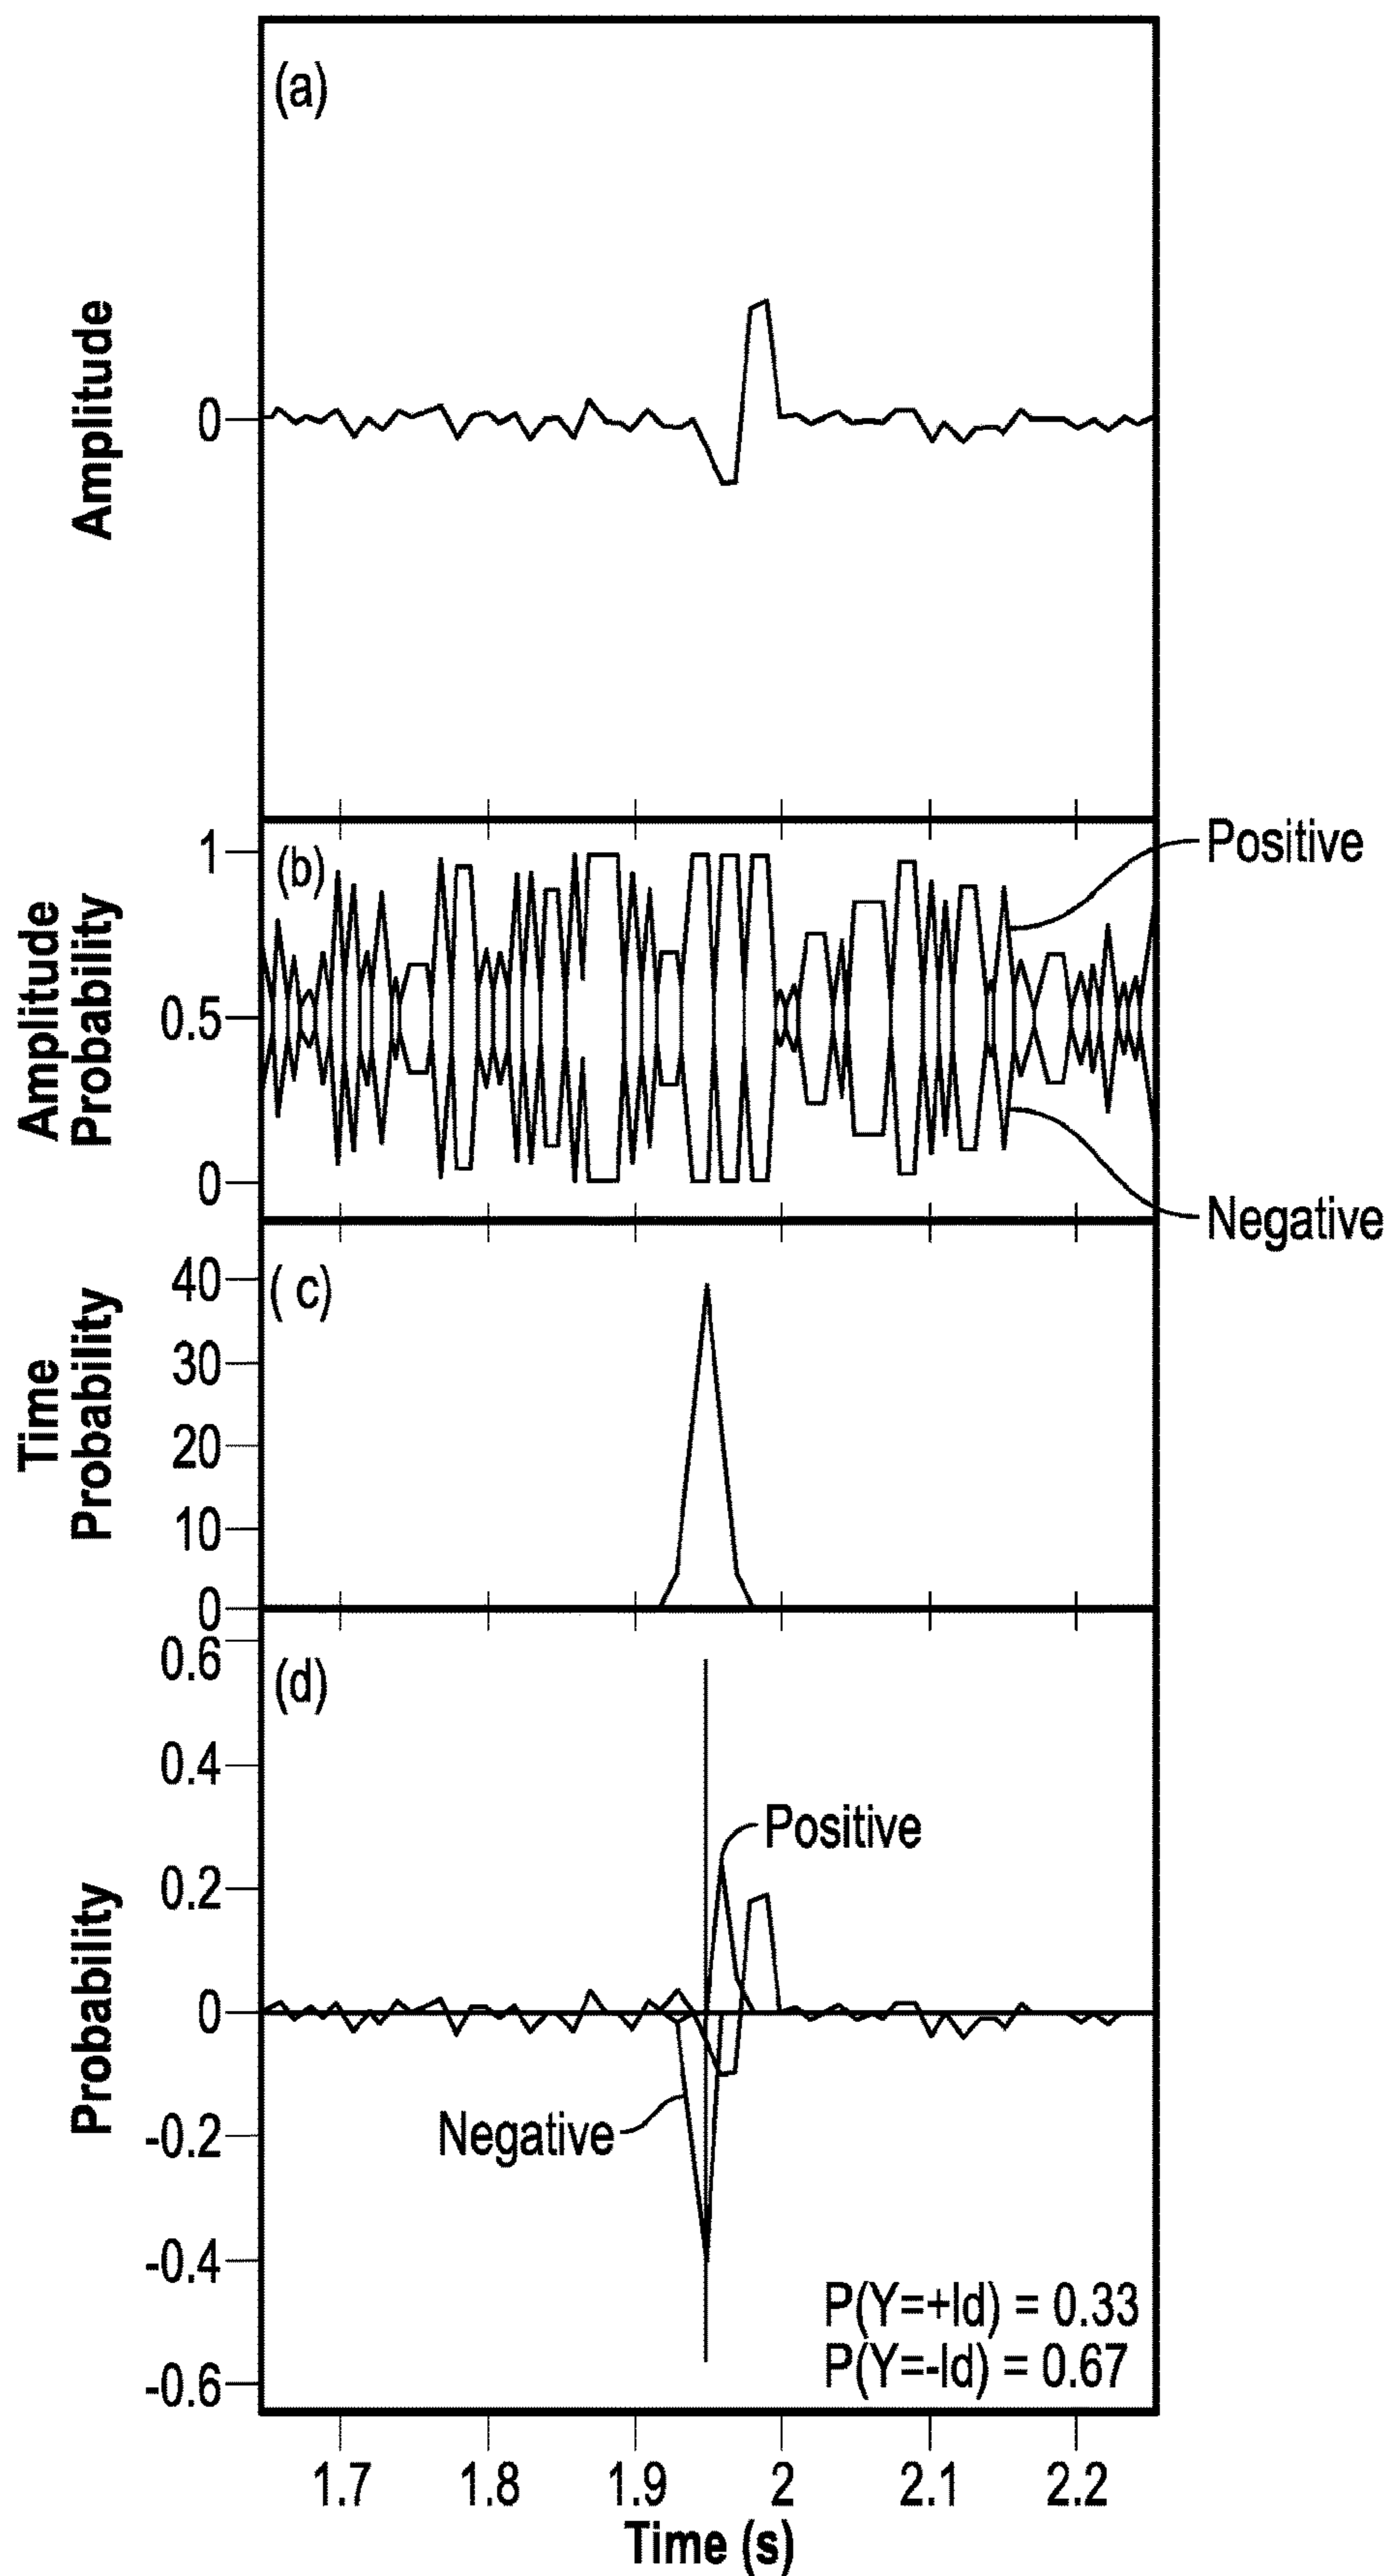 (a)
Amplitude
0
(b)
Amplitude
Probability
1
0.5
0
Positive
Negative
( c)
Time
Probability
40
30
20
10
0
(d)
Probability
0.6
0.4
0.2
0
-0.2
-0.4
-0.6
Positive
Negative
P(Y=+ld) = 0.33
P(Y=-ld) = 0.67
1.7 1.8 1.9 2 2.1 2.2
Time (s)